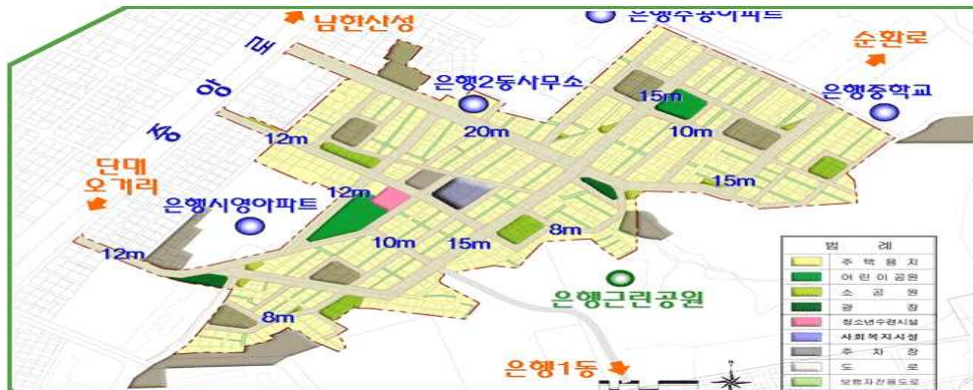 남한산성
은행주공아파트
순환로
중 앙 로
은행2동사무소
은행중학교
15m
20m
10m
12m
단대
오거리
12m
15m
은행시영아파트
10m
15m
8m
12m
은행근린공원
8m
은행1동
범 례
주 택 용 지
어 린 이 공 원
소 공 원
광 장
청소년수련시설
사회복지시설
주 차 장
도 로
보행자전용도로